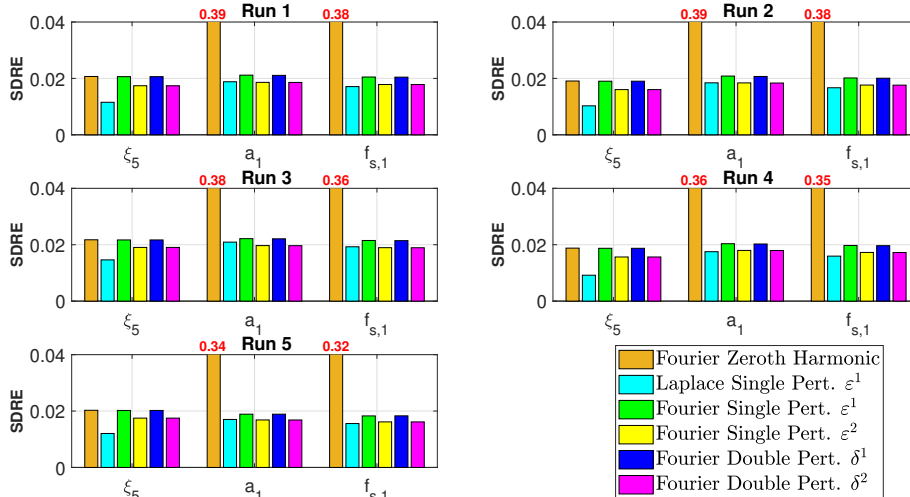 0.39 Run 1 0.38
0.04
0.02
0
SDRE
ξ5 a1 fs,1
0.39 Run 2 0.38
0.04
0.02
0
SDRE
ξ5 a1 fs,1
0.38 Run 3 0.36
0.04
0.02
0
SDRE
ξ5 a1 fs,1
0.36 Run 4 0.35
0.04
0.02
0
SDRE
ξ5 a1 fs,1
0.34 Run 5 0.32
0.04
0.02
0
SDRE
ξ5 a1 fs,1
Fourier Zeroth Harmonic
Laplace Single Pert. ε¹
Fourier Single Pert. ε¹
Fourier Single Pert. ε²
Fourier Double Pert. δ¹
Fourier Double Pert. δ²